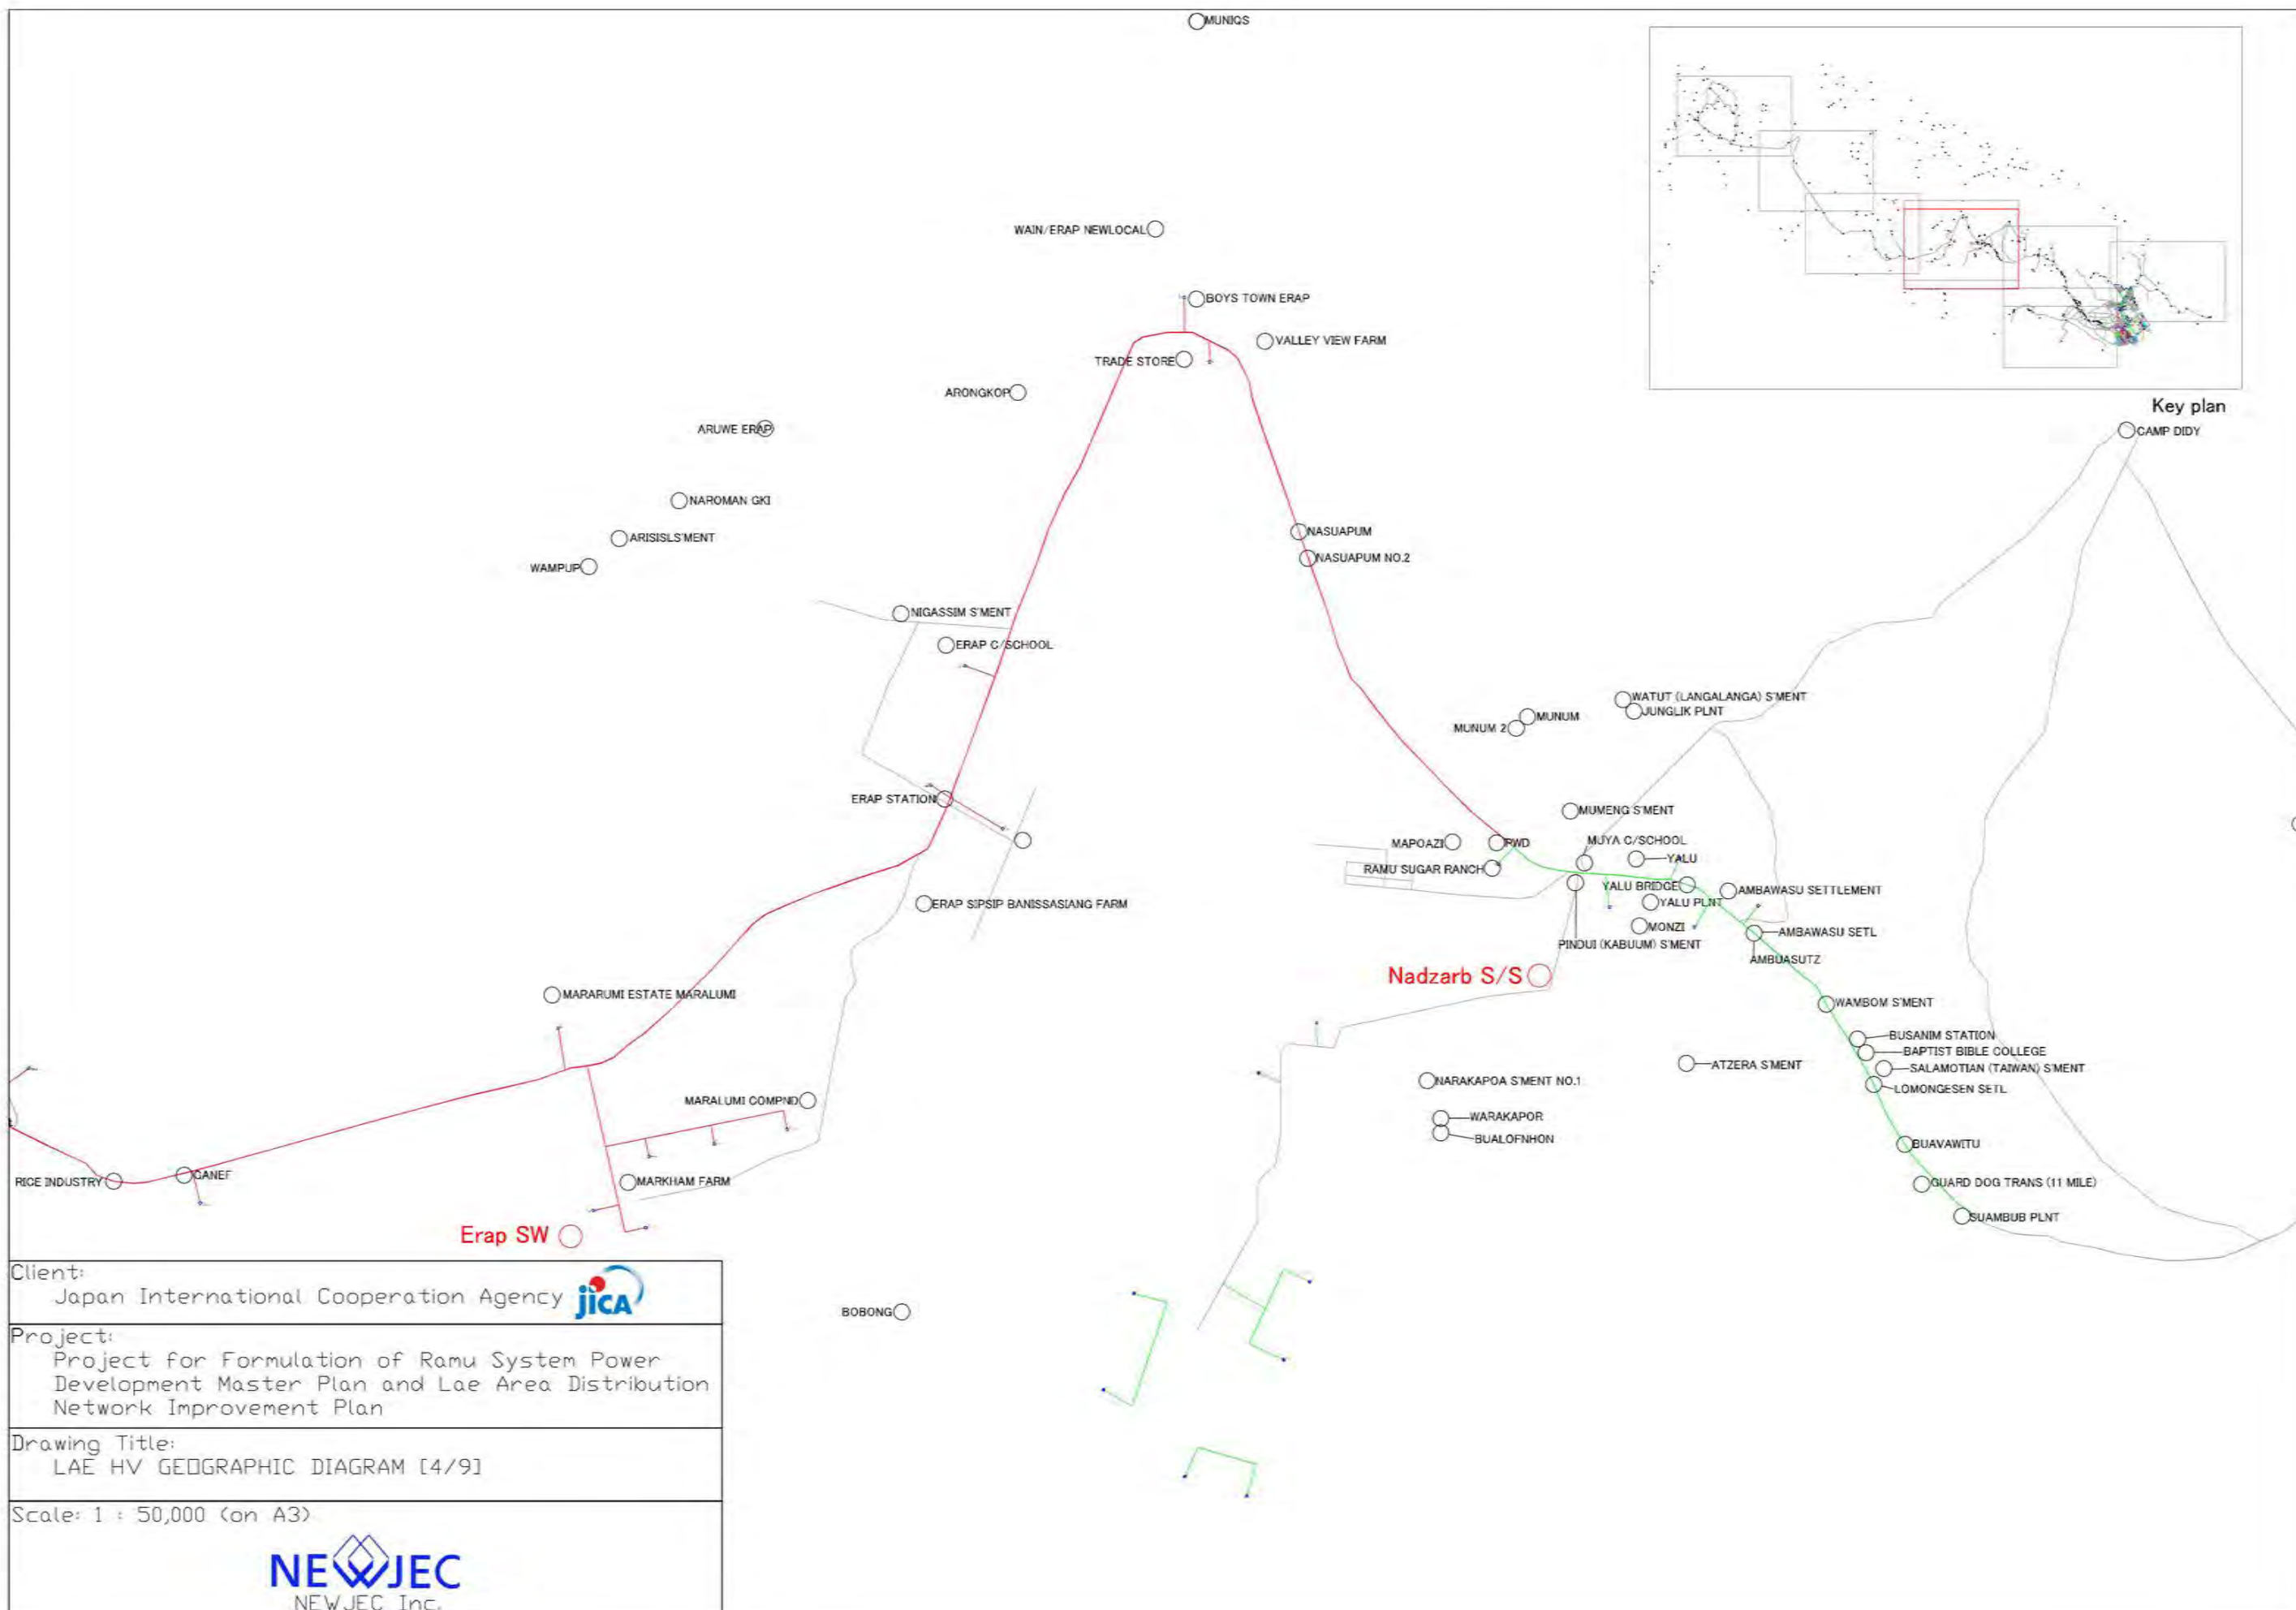 MUNIQS
WAIN/ERAP NEWLOCAL
BOYS TOWN ERAP
VALLEY VIEW FARM
TRADE STORE
ARONGKOP
Key plan
ARUWE ERAP
CAMP DIDY
NAROMAN GKI
NASUAPUM
ARISISLS'MENT
NASUAPUM NO.2
WAMPUP
NIGASSIM S'MENT
ERAP C/SCHOOL
WATUT (LANGALANGA) S'MENT
JUNGLIK PLNT
MUNUM
MUNUM 2
ERAP STATION
MUMENG S'MENT
MAPOAZI
PWD
MUYA C/SCHOOL
YALU
RAMU SUGAR RANCH
YALU BRIDGE
AMBAWASU SETTLEMENT
ERAP SIPSIP BANISSASIANG FARM
YALU PLNT
MONZI
AMBAWASU SETL
PINDUI (KABUUM) S'MENT
AMBUASUTZ
Nadzarb S/S
MARARUMI ESTATE MARALUMI
WAMBOM S'MENT
BUSANIM STATION
BAPTIST BIBLE COLLEGE
ATZERA S'MENT
SALAMOTIAN (TAIWAN) S'MENT
NARAKAPOA S'MENT NO.1
LOMONGESEN SETL
MARALUMI COMPND
WARAKAPOR
BUALOFNHON
BUAVAWITU
GANEF
RICE INDUSTRY
MARKHAM FARM
GUARD DOG TRANS (11 MILE)
SUAMBUB PLNT
Erap SW
Client:
Japan International Cooperation Agency
jICA
BOBONG
Project:
Project for Formulation of Ramu System Power
Development Master Plan and Lae Area Distribution
Network Improvement Plan
Drawing Title:
LAE HV GEOGRAPHIC DIAGRAM [4/9]
Scale: 1 : 50,000 (on A3)
NEWJEC
NEWJEC Inc.